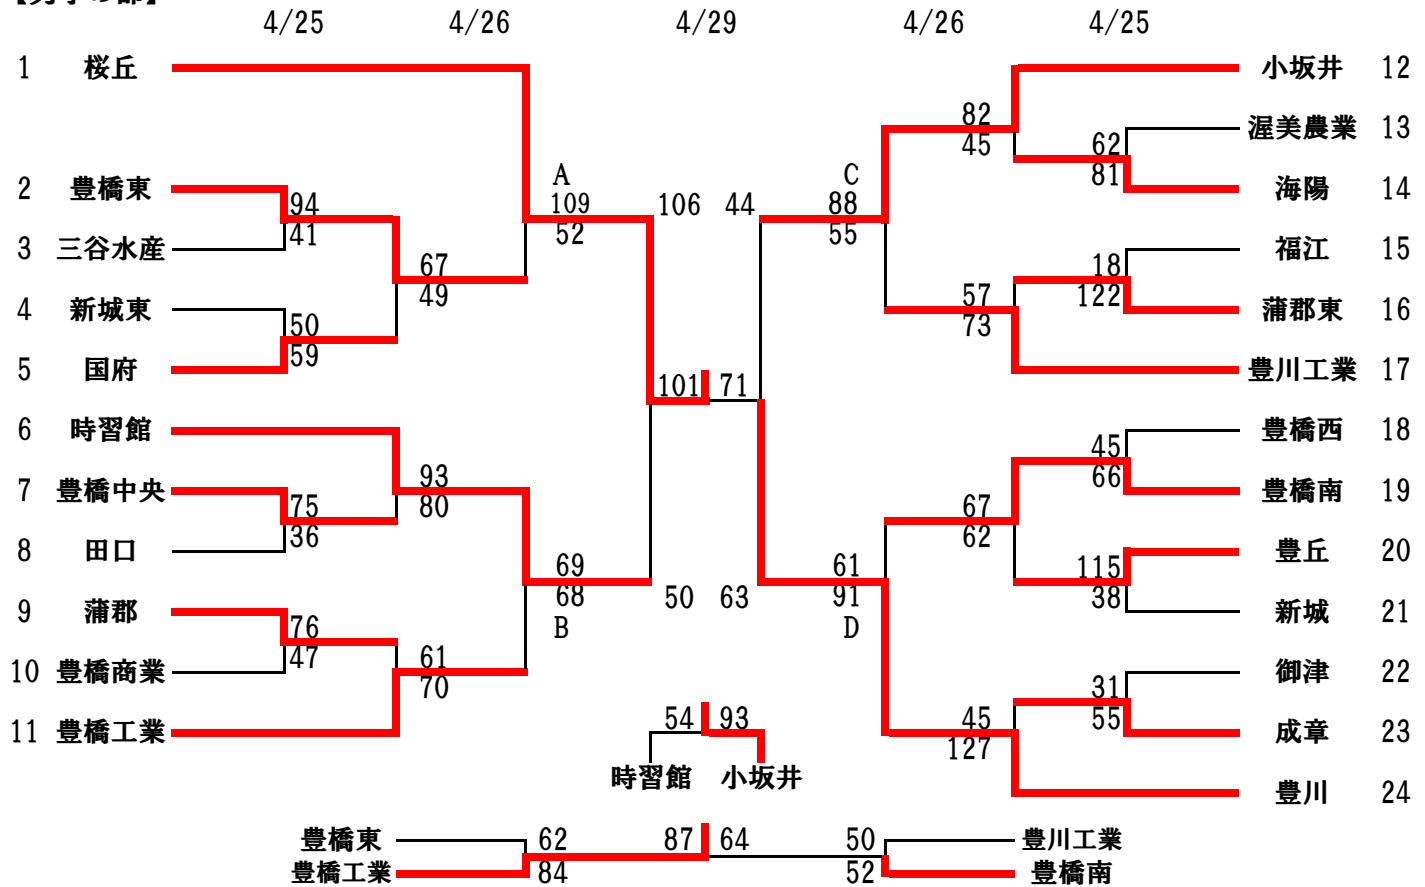 4/25 4/26 4/29 4/26 4/25
1 桜丘 小坂井 12
82
45
渥美農業 13
62
81
2 豊橋東 A C 海陽 14
94
41
109
52
106 44
88
55
3 三谷水産 福江 15
67
49
18
122
4 新城東 57
73
蒲郡東 16
50
59
5 国府 豊川工業 17
101 71
6 時習館 豊橋西 18
45
66
7 豊橋中央 93
80
豊橋南 19
75
36
67
62
8 田口 豊丘 20
69
68
61
91
115
38
9 蒲郡 B 50 63 D 新城 21
76
47
10 豊橋商業 61
70
御津 22
31
55
11 豊橋工業 54 93 45
127
成章 23
時習館 小坂井
豊川 24
豊橋東 62 87 64 50 豊川工業
豊橋工業 84 52 豊橋南